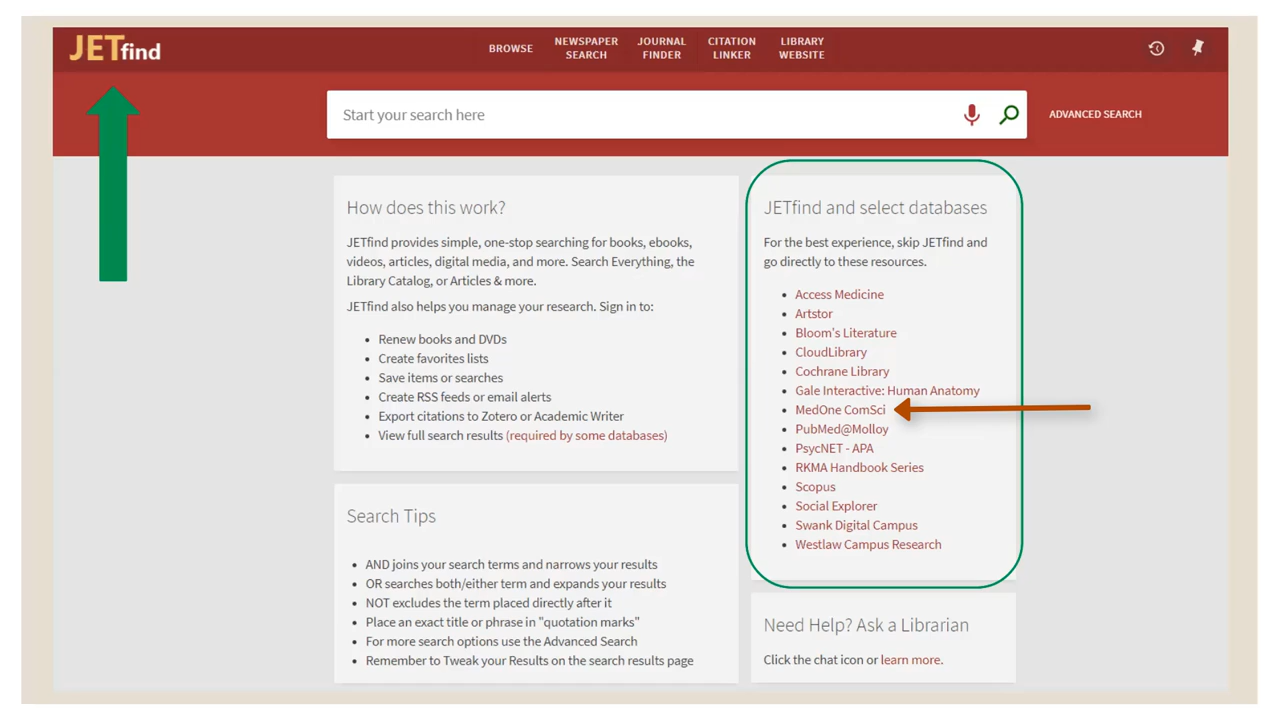 JETfind
BROWSE
NEWSPAPER
SEARCH
JOURNAL
FINDER
CITATION
LINKER
LIBRARY
WEBSITE
Start your search here
ADVANCED SEARCH
How does this work?
JETfind provides simple, one-stop searching for books, ebooks,
videos, articles, digital media, and more. Search Everything, the
Library Catalog, or Articles & more.
JETfind also helps you manage your research. Sign in to:
• Renew books and DVDs
• Create favorites lists
• Save items or searches
• Create RSS feeds or email alerts
• Export citations to Zotero or Academic Writer
• View full search results (required by some databases)
Search Tips
• AND joins your search terms and narrows your results
• OR searches both/either term and expands your results
• NOT excludes the term placed directly after it
• Place an exact title or phrase in "quotation marks"
• For more search options use the Advanced Search
• Remember to Tweak your Results on the search results page
JETfind and select databases
For the best experience, skip JETfind and
go directly to these resources.
• Access Medicine
• Artstor
• Bloom's Literature
• CloudLibrary
• Cochrane Library
• Gale Interactive: Human Anatomy
• MedOne ComSci
• PubMed@Molloy
• PsycNET - APA
• RKMA Handbook Series
• Scopus
• Social Explorer
• Swank Digital Campus
• Westlaw Campus Research
Need Help? Ask a Librarian
Click the chat icon or learn more.